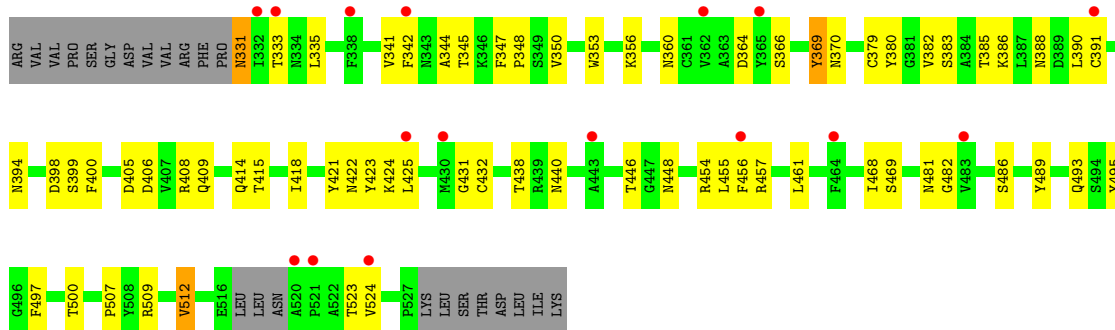 ARG VAL VAL PRO SER GLY ASP VAL VAL ARG PHE PRO N331 I332 T333 N334 L335 F338 V341 F342 N343 A344 T345 K346 F347 P348 S349 V350 W353 K356 N360 C361 V362 A363 D364 Y365 S366 Y369 N370 C379 Y380 G381 V382 S383 A384 T385 K386 L387 N388 D389 L390 C391
N394 D398 S399 F400 D405 D406 V407 R408 Q409 Q414 T415 I418 Y421 N422 Y423 K424 L425 M430 G431 C432 T438 R439 N440 A443 T446 G447 N448 R454 L455 F456 R457 L461 F464 I468 S469 N481 G482 V483 S486 Y489 Q493 S494 Y495
G496 F497 T500 P507 Y508 R509 V512 E516 LEU LEU ASN A520 P521 A522 T523 V524 P527 LYS LEU SER THR ASP LEU ILE LYS